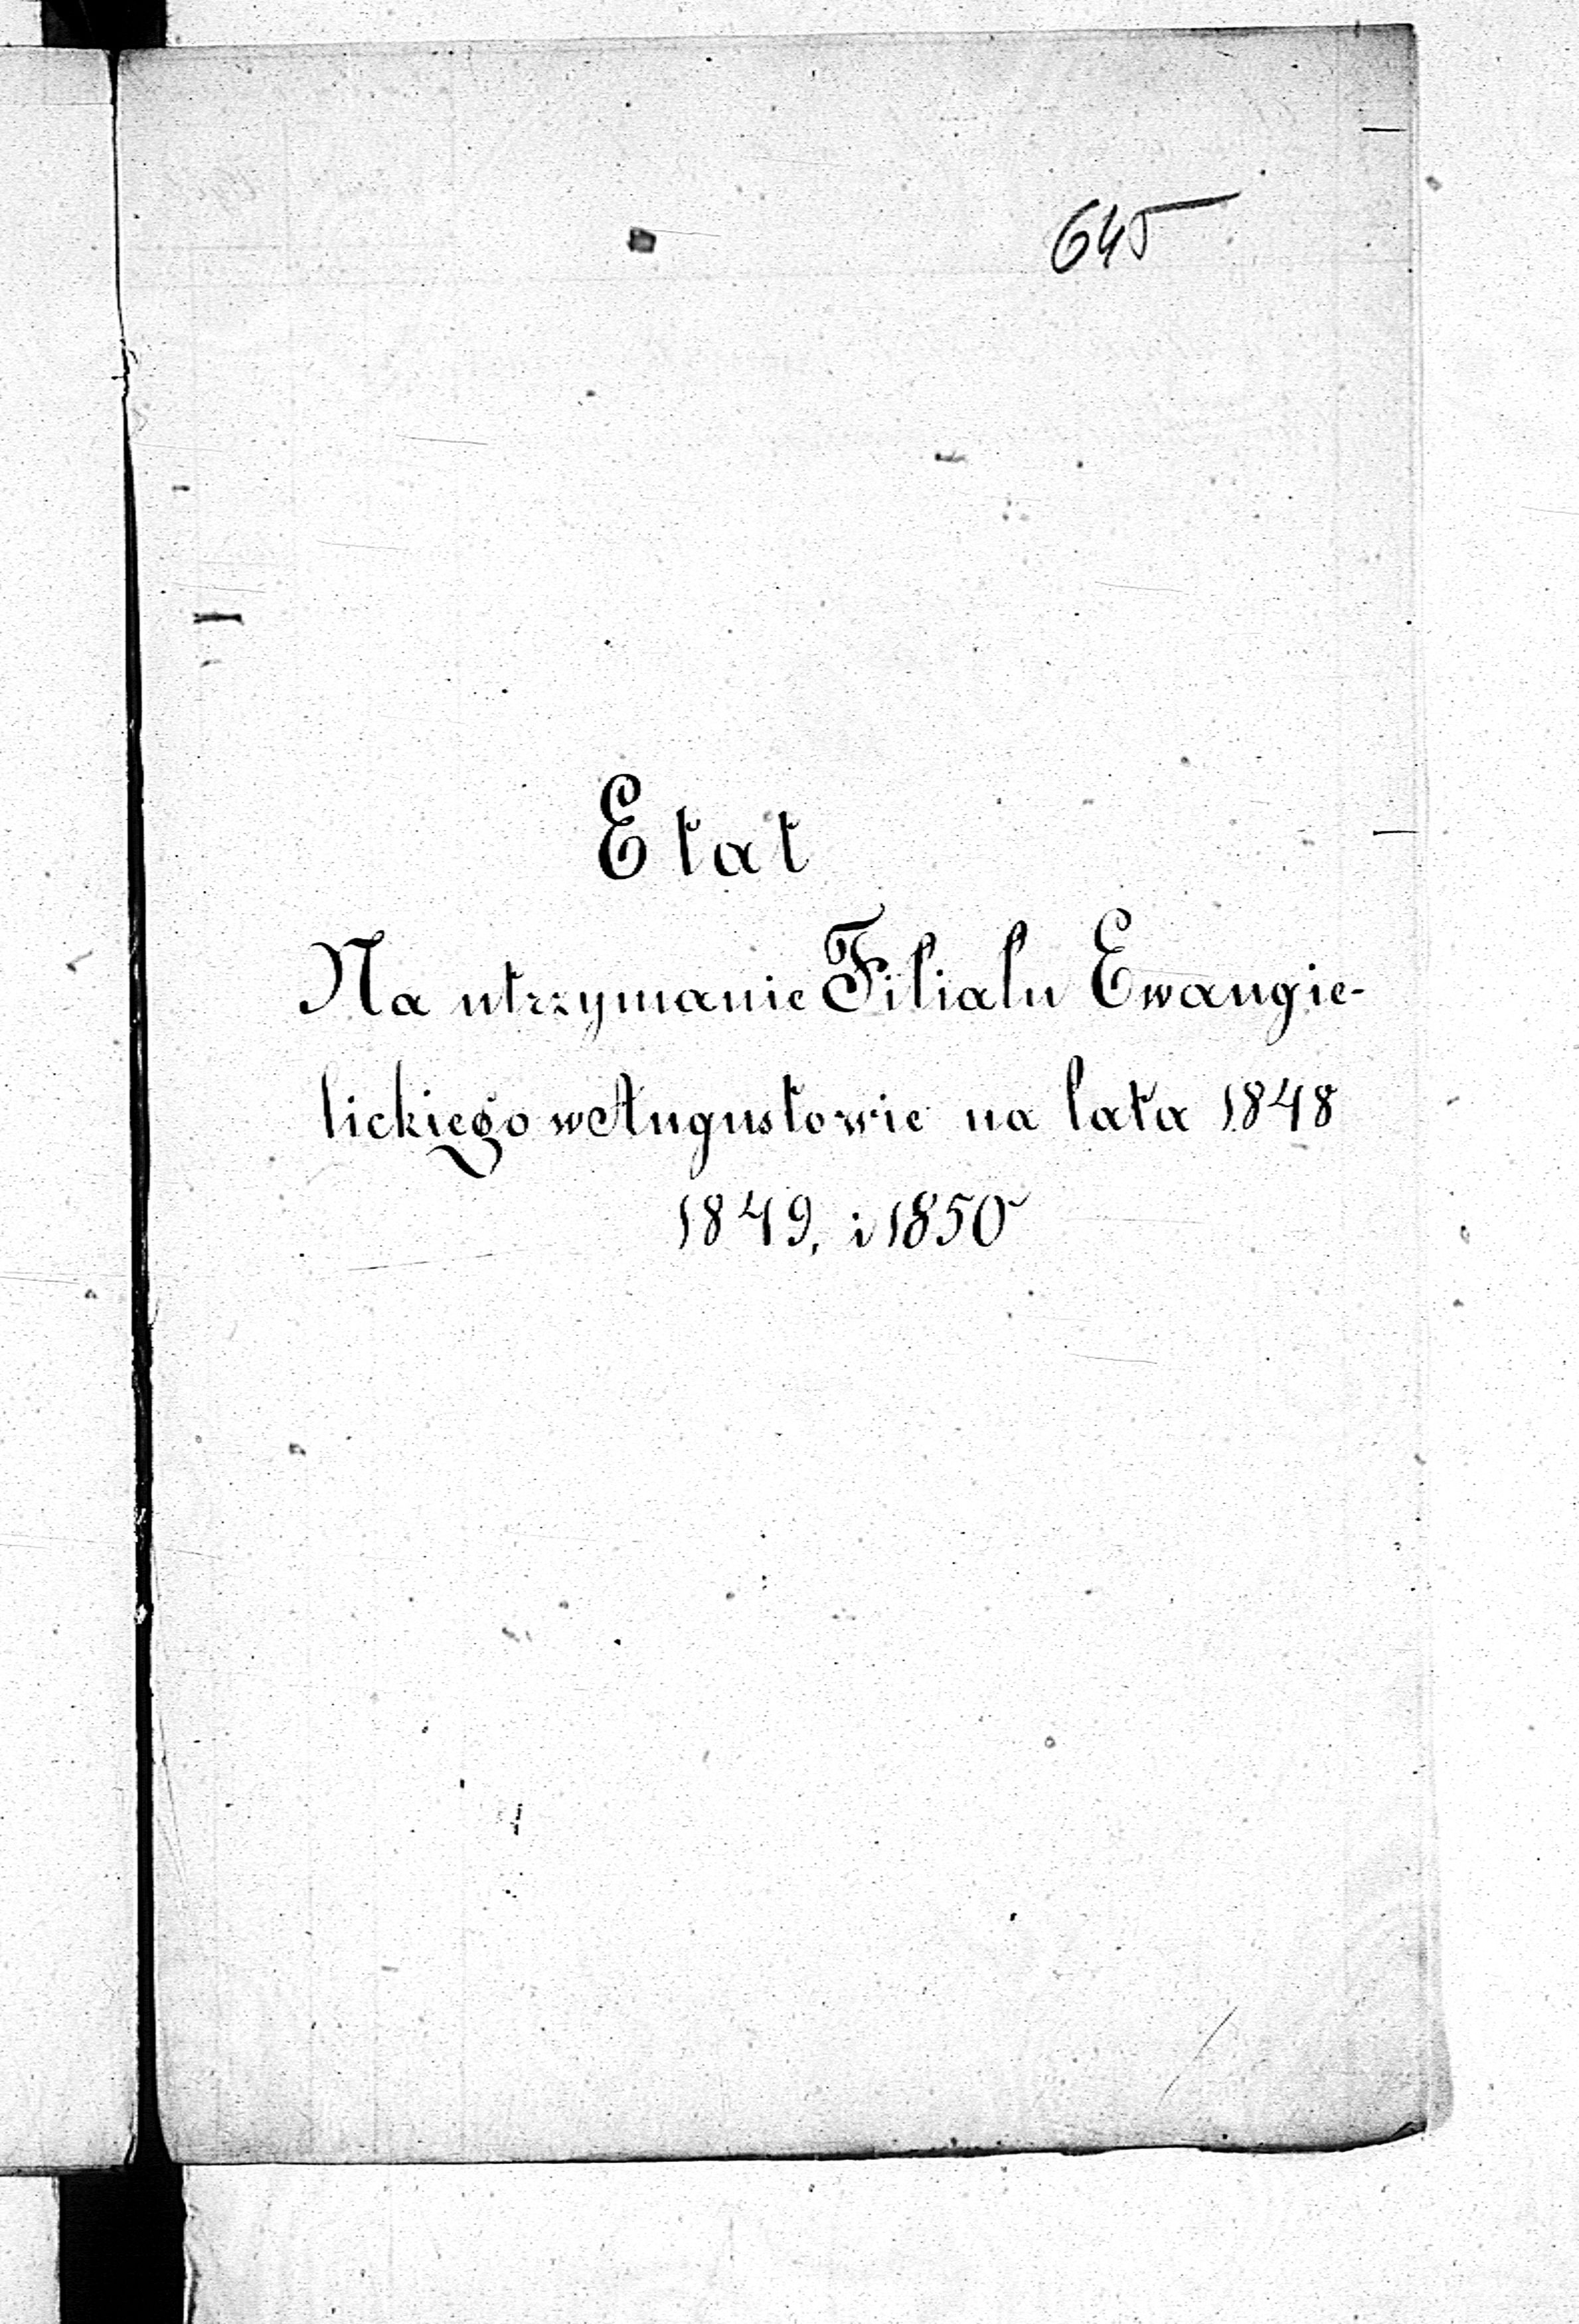 645
Etat
Na utrzymanie Filialu Ewangie-
lickiego w Augustowie na lata 1848
1849, i 1850